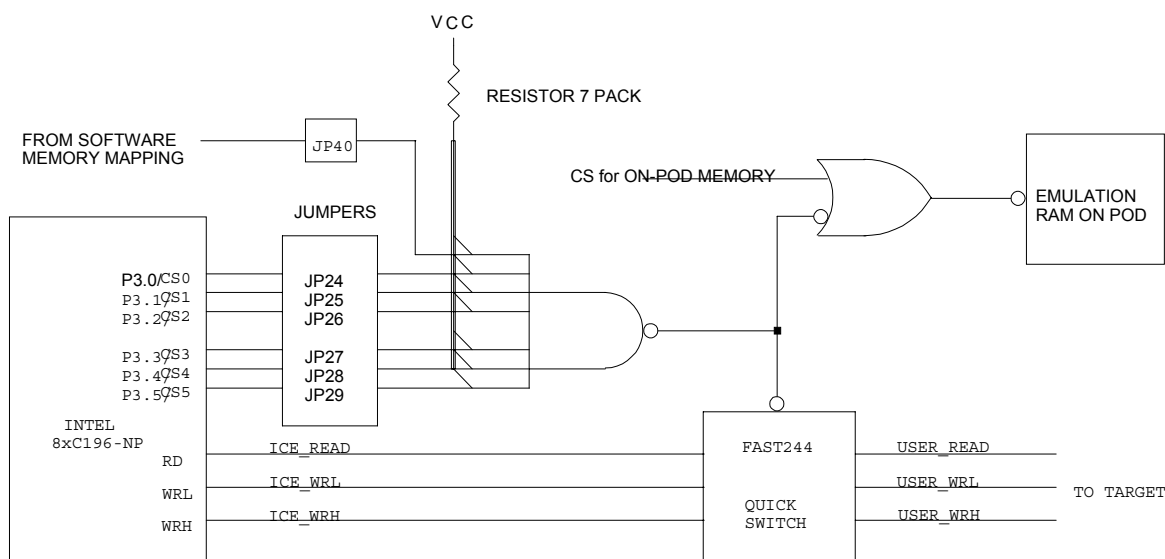 VCC
RESISTOR 7 PACK
FROM SOFTWARE
MEMORY MAPPING
JP40
CS for ON-POD MEMORY
EMULATION
RAM ON POD
JUMPERS
P3.0/CS0
P3.1/CS1
P3.2/CS2
P3.3/CS3
P3.4/CS4
P3.5/CS5
JP24
JP25
JP26
JP27
JP28
JP29
INTEL
8xC196-NP
RD
WRL
WRH
ICE_READ
ICE_WRL
ICE_WRH
FAST244
QUICK
SWITCH
USER_READ
USER_WRL
USER_WRH
TO TARGET